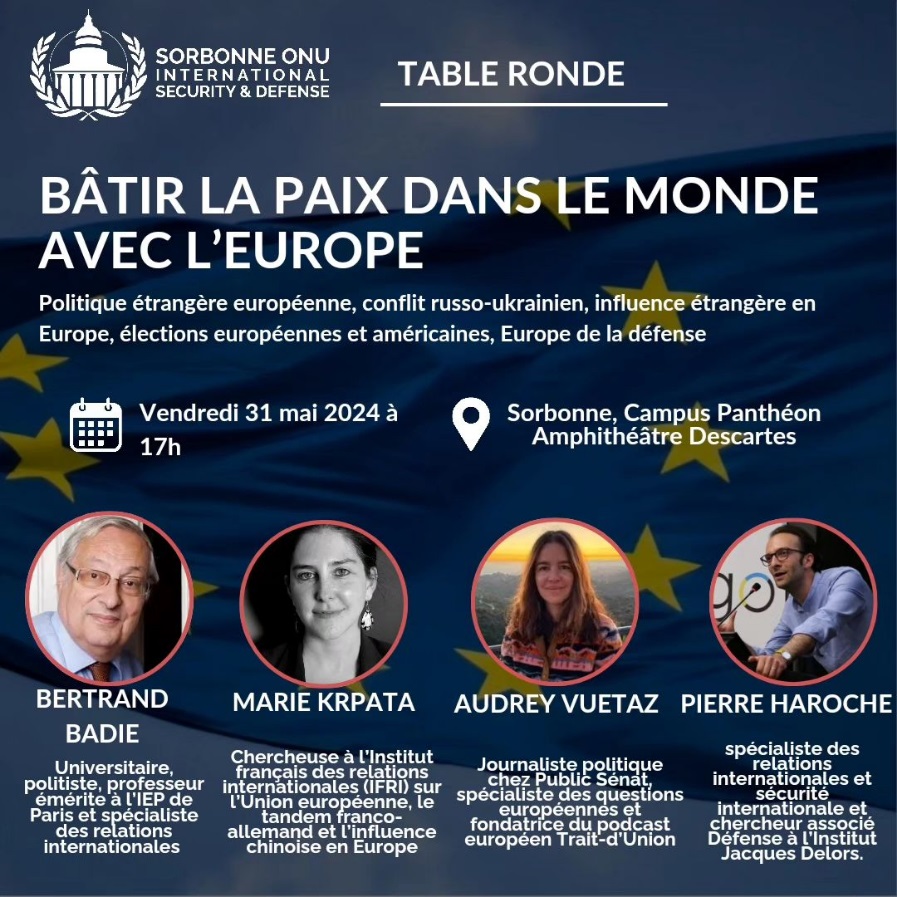 SORBONNE ONU
INTERNATIONAL
SECURITY & DEFENSE
TABLE RONDE
BÂTIR LA PAIX DANS LE MONDE
AVEC L’EUROPE
Politique étrangère européenne, conflit russo-ukrainien, influence étrangère en
Europe, élections européennes et américaines, Europe de la défense
Vendredi 31 mai 2024 à
17h
Sorbonne, Campus Panthéon
Amphithéâtre Descartes
go
BERTRAND
BADIE
Universitaire,
politiste, professeur
émérite à l'IEP de
Paris et spécialiste
des relations
internationales
MARIE KRPATA
Chercheuse à l'Institut
français des relations
internationales (IFRI) sur
l'Union européenne, le
tandem franco-
allemand et l'influence
chinoise en Europe
AUDREY VUETAZ
Journaliste politique
chez Public Sénat,
spécialiste des questions
européennes et
fondatrice du podcast
européen Trait-d'Union
PIERRE HAROCHE
spécialiste des
relations
internationales et
sécurité
internationale et
chercheur associé
Défense à l'Institut
Jacques Delors.